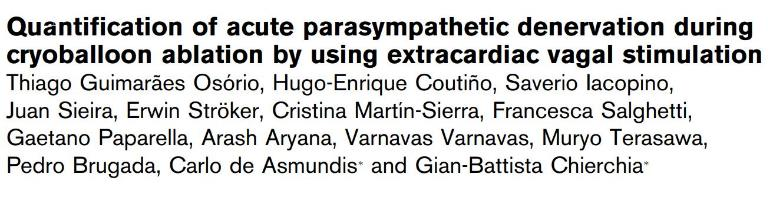 Quantification of acute parasympathetic denervation during
cryoballoon ablation by using extracardiac vagal stimulation
Thiago Guimarães Osório, Hugo-Enrique Coutiño, Saverio Iacopino,
Juan Sieira, Erwin Ströker, Cristina Martín-Sierra, Francesca Salghetti,
Gaetano Paparella, Arash Aryana, Varnavas Varnavas, Muryo Terasawa,
Pedro Brugada, Carlo de Asmundis* and Gian-Battista Chierchia*